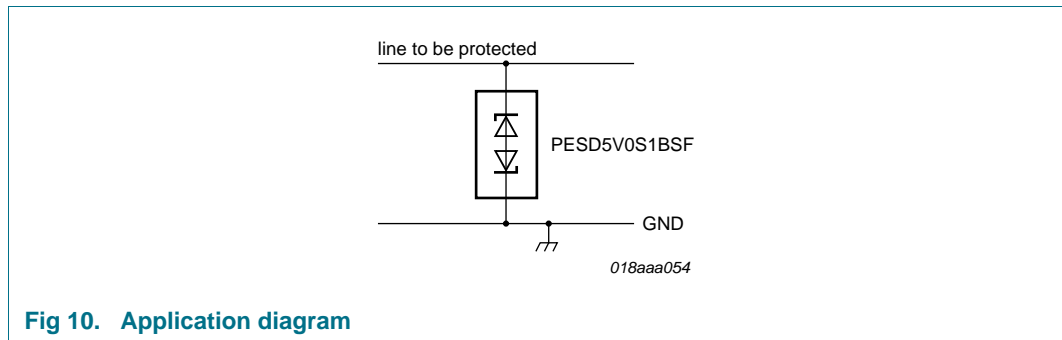 line to be protected
PESD5V0S1BSF
GND
018aaa054
Fig 10. Application diagram